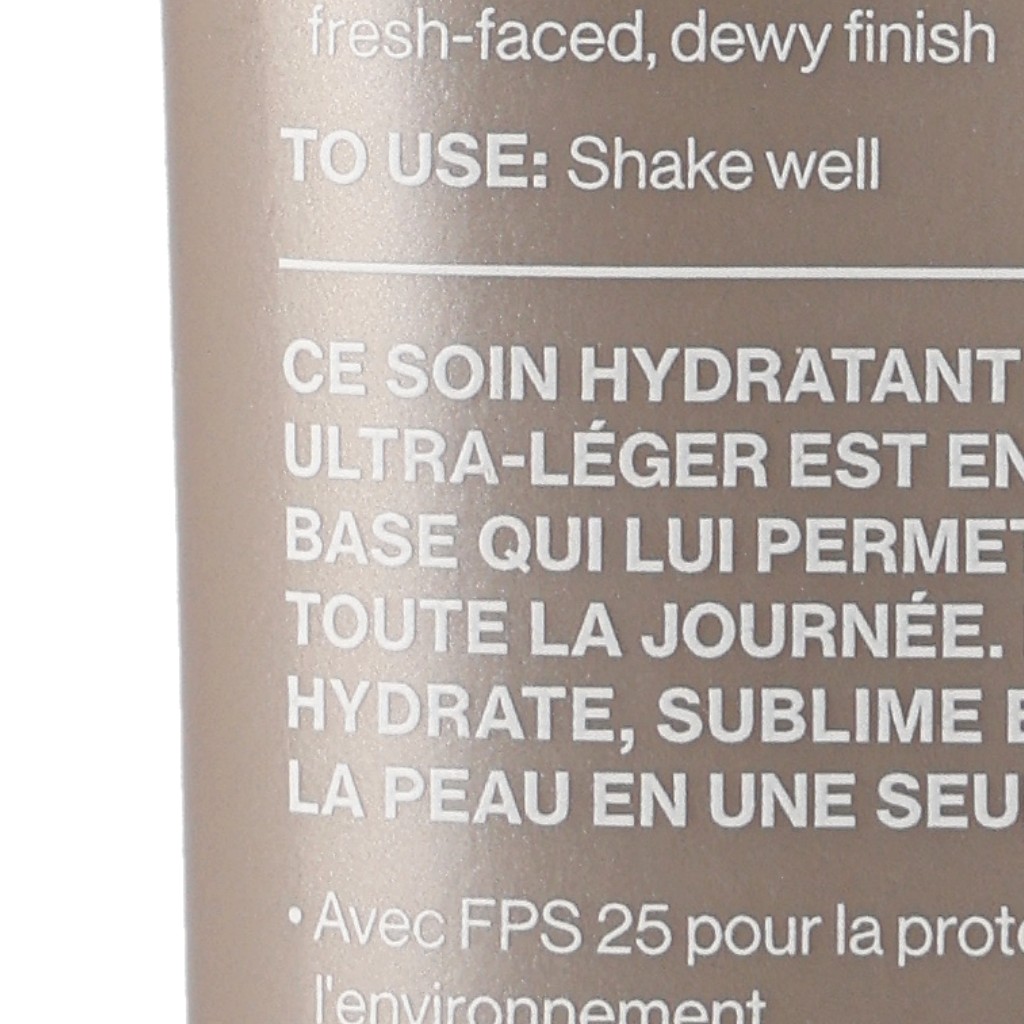 fresh-faced, dewy finish
TO USE: Shake well
CE SOIN HYDRATANT
ULTRA-LÉGER EST EN
BASE QUI LUI PERMET
TOUTE LA JOURNÉE.
HYDRATE, SUBLIME E
LA PEAU EN UNE SEU
• Avec FPS 25 pour la prote
l'environnement